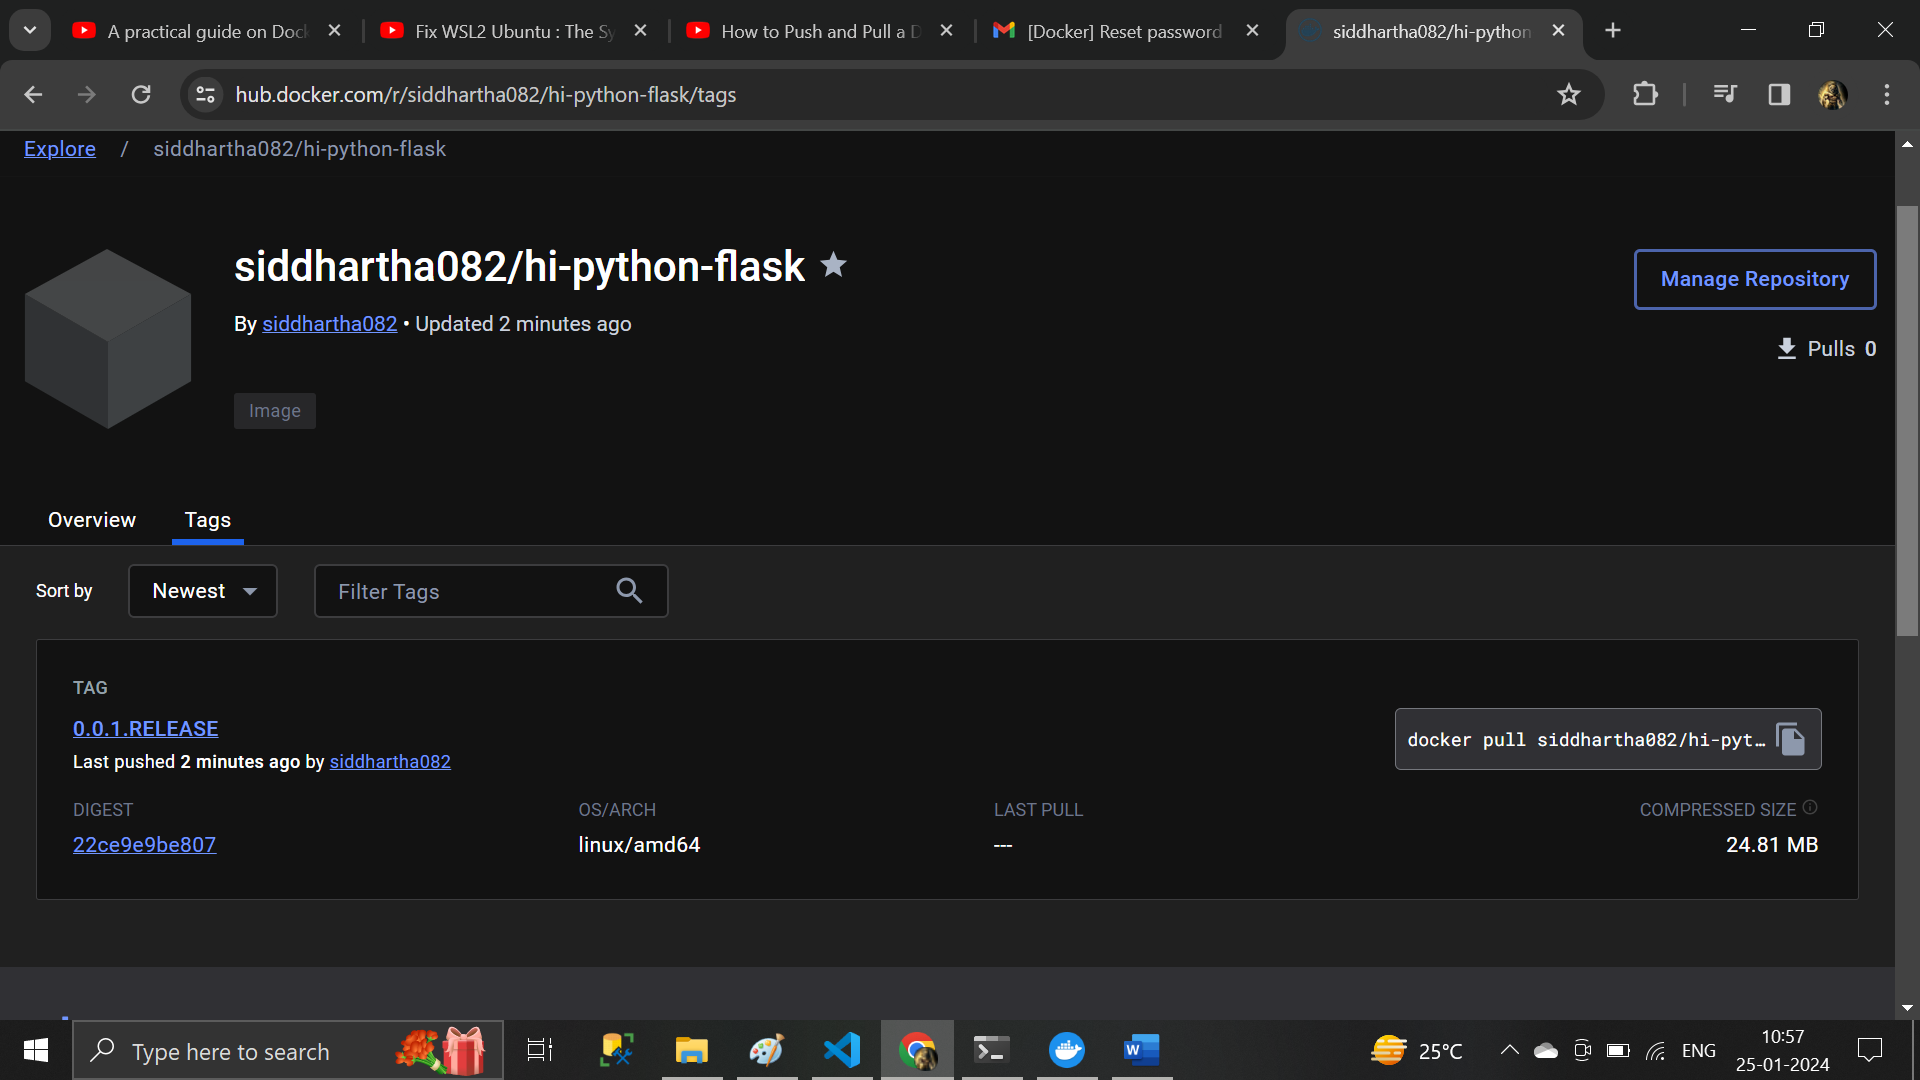 A practical guide on Doc
Fix WSL2 Ubuntu : The Sy
How to Push and Pull a D
[Docker] Reset password
siddhartha082/hi-python
hub.docker.com/r/siddhartha082/hi-python-flask/tags
Explore / siddhartha082/hi-python-flask
siddhartha082/hi-python-flask
Manage Repository
By siddhartha082 • Updated 2 minutes ago
Pulls 0
Image
Overview Tags
Sort by Newest Filter Tags
TAG
0.0.1.RELEASE
docker pull siddhartha082/hi-pyt…
Last pushed 2 minutes ago by siddhartha082
DIGEST OS/ARCH LAST PULL COMPRESSED SIZE
22ce9e9be807 linux/amd64 --- 24.81 MB
Type here to search
25°C
ENG
10:57
25-01-2024